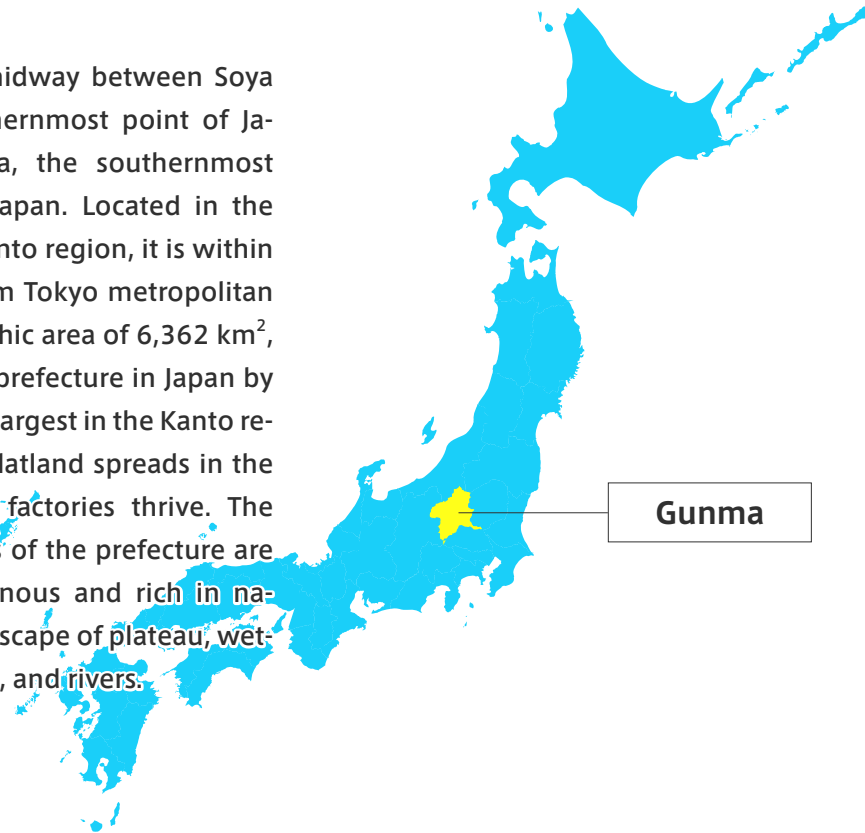 idway between Soya
ernmost point of Ja-
a, the southernmost
apan. Located in the
nto region, it is within
m Tokyo metropolitan
hic area of 6,362 km²,
prefecture in Japan by
argest in the Kanto re-
latland spreads in the
factories thrive. The
s of the prefecture are
nous and rich in na-
scape of plateau, wet-
, and rivers.
Gunma